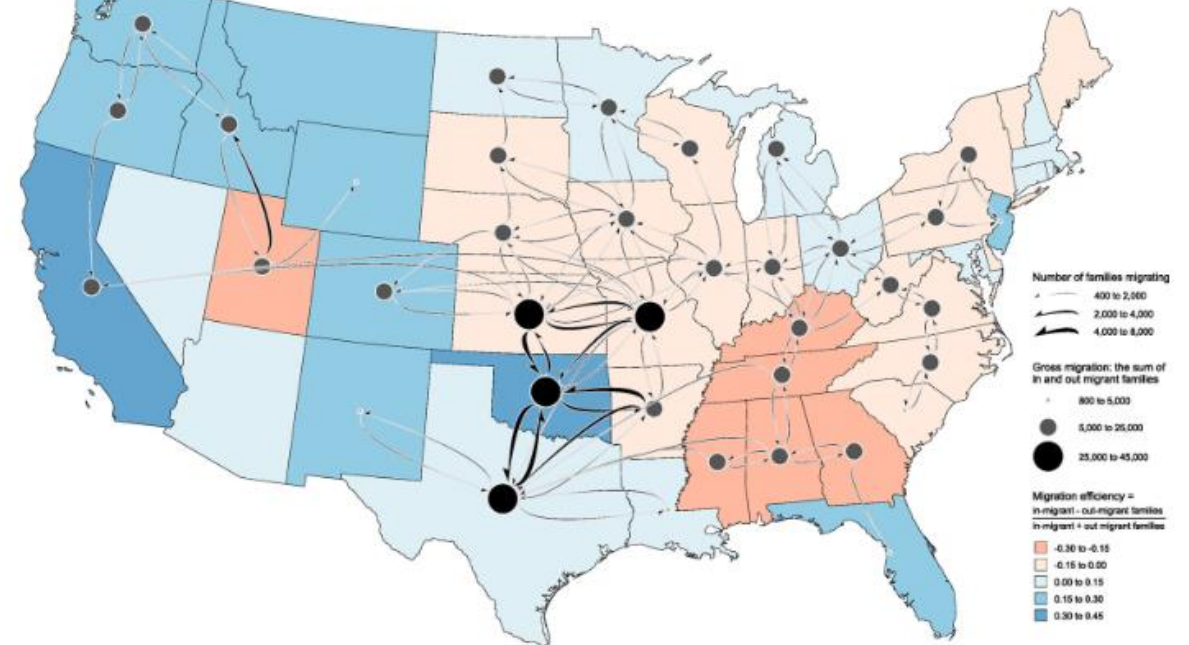 Number of families migrating
400 to 2,000
2,000 to 4,000
4,000 to 8,000
Gross migration: the sum of
in and out migrant families
800 to 5,000
5,000 to 25,000
25,000 to 45,000
Migration efficiency =
in-migrant - out-migrant families
in-migrant + out migrant families
-0.30 to -0.15
-0.15 to 0.00
0.00 to 0.15
0.15 to 0.30
0.30 to 0.45